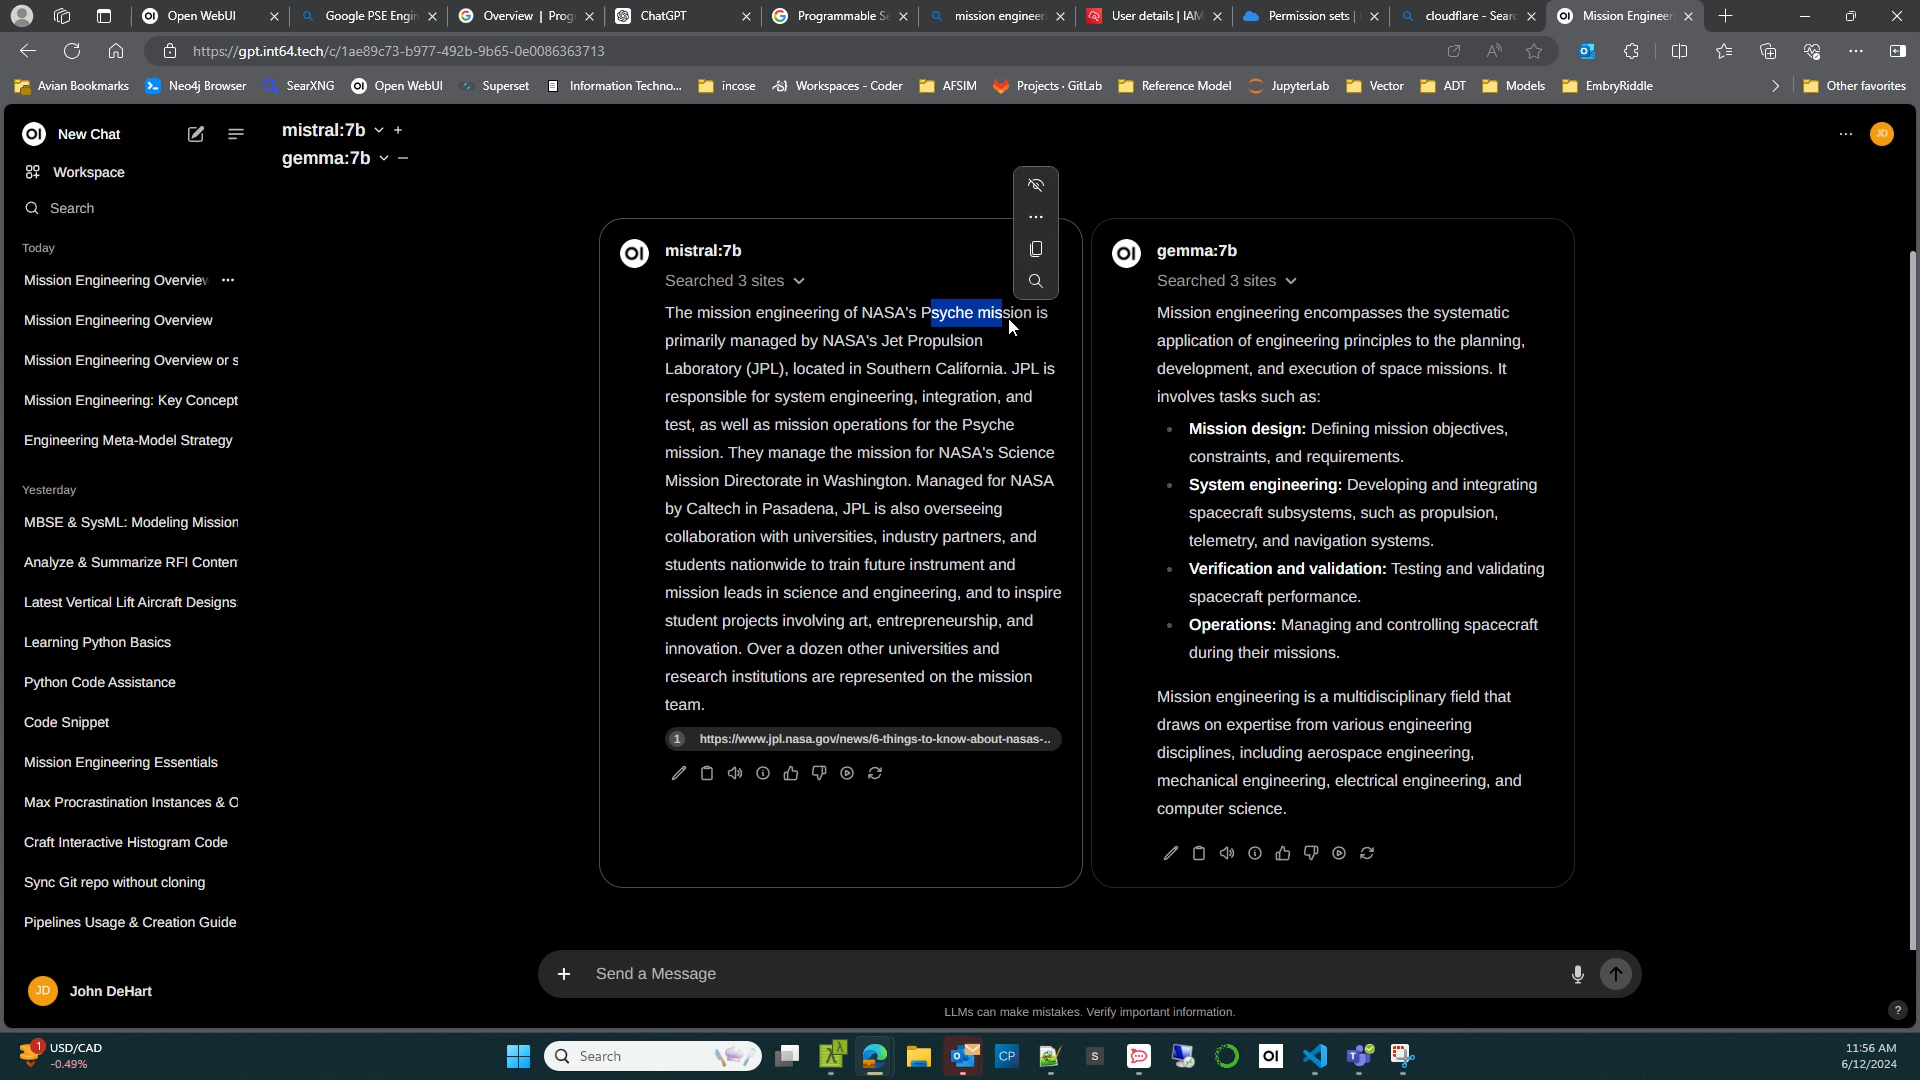 Open WebUI
Google PSE Engin
Overview | Prog
ChatGPT
Programmable Se
mission engineeri
User details | IAM
Permission sets |
cloudflare - Searc
Mission Engineer
https://gpt.int64.tech/c/1ae89c73-b977-492b-9b65-0e0086363713
Avian Bookmarks
Neo4j Browser
SearXNG
Open WebUI
Superset
Information Techno...
incose
Workspaces - Coder
AFSIM
Projects · GitLab
Reference Model
JupyterLab
Vector
ADT
Models
EmbryRiddle
Other favorites
OI New Chat
Workspace
Search
Today
Mission Engineering Overview ...
Mission Engineering Overview
Mission Engineering Overview or s
Mission Engineering: Key Concept
Engineering Meta-Model Strategy
Yesterday
MBSE & SysML: Modeling Mission
Analyze & Summarize RFI Conten
Latest Vertical Lift Aircraft Designs:
Learning Python Basics
Python Code Assistance
Code Snippet
Mission Engineering Essentials
Max Procrastination Instances & O
Craft Interactive Histogram Code
Sync Git repo without cloning
Pipelines Usage & Creation Guide
JD John DeHart
mistral:7b +
gemma:7b −
JD
OI mistral:7b
Searched 3 sites
The mission engineering of NASA's Psyche mission is
primarily managed by NASA's Jet Propulsion
Laboratory (JPL), located in Southern California. JPL is
responsible for system engineering, integration, and
test, as well as mission operations for the Psyche
mission. They manage the mission for NASA's Science
Mission Directorate in Washington. Managed for NASA
by Caltech in Pasadena, JPL is also overseeing
collaboration with universities, industry partners, and
students nationwide to train future instrument and
mission leads in science and engineering, and to inspire
student projects involving art, entrepreneurship, and
innovation. Over a dozen other universities and
research institutions are represented on the mission
team.
1 https://www.jpl.nasa.gov/news/6-things-to-know-about-nasas-..
OI gemma:7b
Searched 3 sites
Mission engineering encompasses the systematic
application of engineering principles to the planning,
development, and execution of space missions. It
involves tasks such as:
• Mission design: Defining mission objectives,
constraints, and requirements.
• System engineering: Developing and integrating
spacecraft subsystems, such as propulsion,
telemetry, and navigation systems.
• Verification and validation: Testing and validating
spacecraft performance.
• Operations: Managing and controlling spacecraft
during their missions.
Mission engineering is a multidisciplinary field that
draws on expertise from various engineering
disciplines, including aerospace engineering,
mechanical engineering, electrical engineering, and
computer science.
+ Send a Message
LLMs can make mistakes. Verify important information.
?
1 USD/CAD
-0.49%
Search
CP
S
OI
11:56 AM
6/12/2024